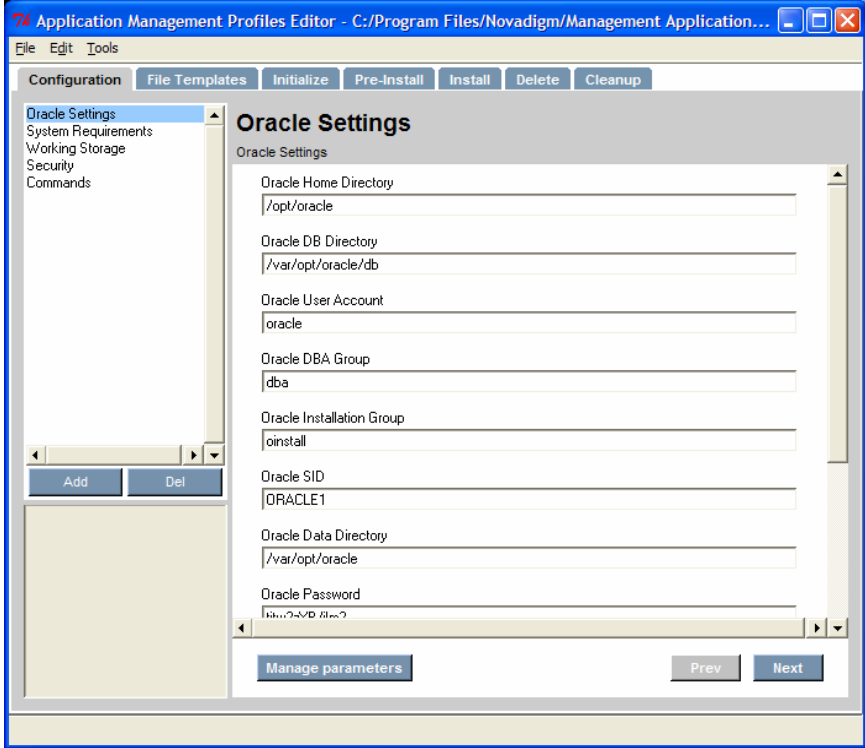 Application Management Profiles Editor - C:/Program Files/Novadigm/Management Application...
File Edit Tools
Configuration File Templates Initialize Pre-Install Install Delete Cleanup
Oracle Settings
System Requirements
Working Storage
Security
Commands
Add Del
Oracle Settings
Oracle Settings
Oracle Home Directory
/opt/oracle
Oracle DB Directory
/var/opt/oracle/db
Oracle User Account
oracle
Oracle DBA Group
dba
Oracle Installation Group
oinstall
Oracle SID
ORACLE1
Oracle Data Directory
/var/opt/oracle
Oracle Password
Manage parameters Prev Next